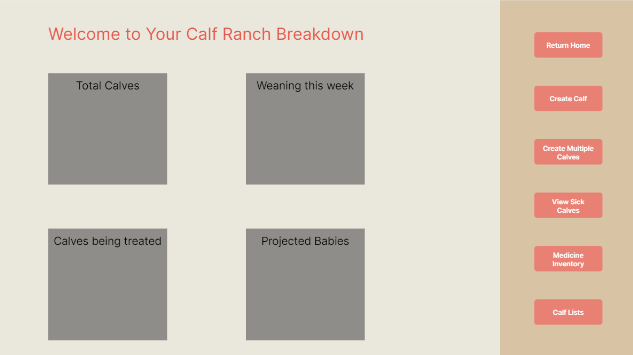 Welcome to Your Calf Ranch Breakdown
Total Calves
Weaning this week
Calves being treated
Projected Babies
Return Home
Create Calf
Create Multiple
Calves
View Sick
Calves
Medicine
Inventory
Calf Lists